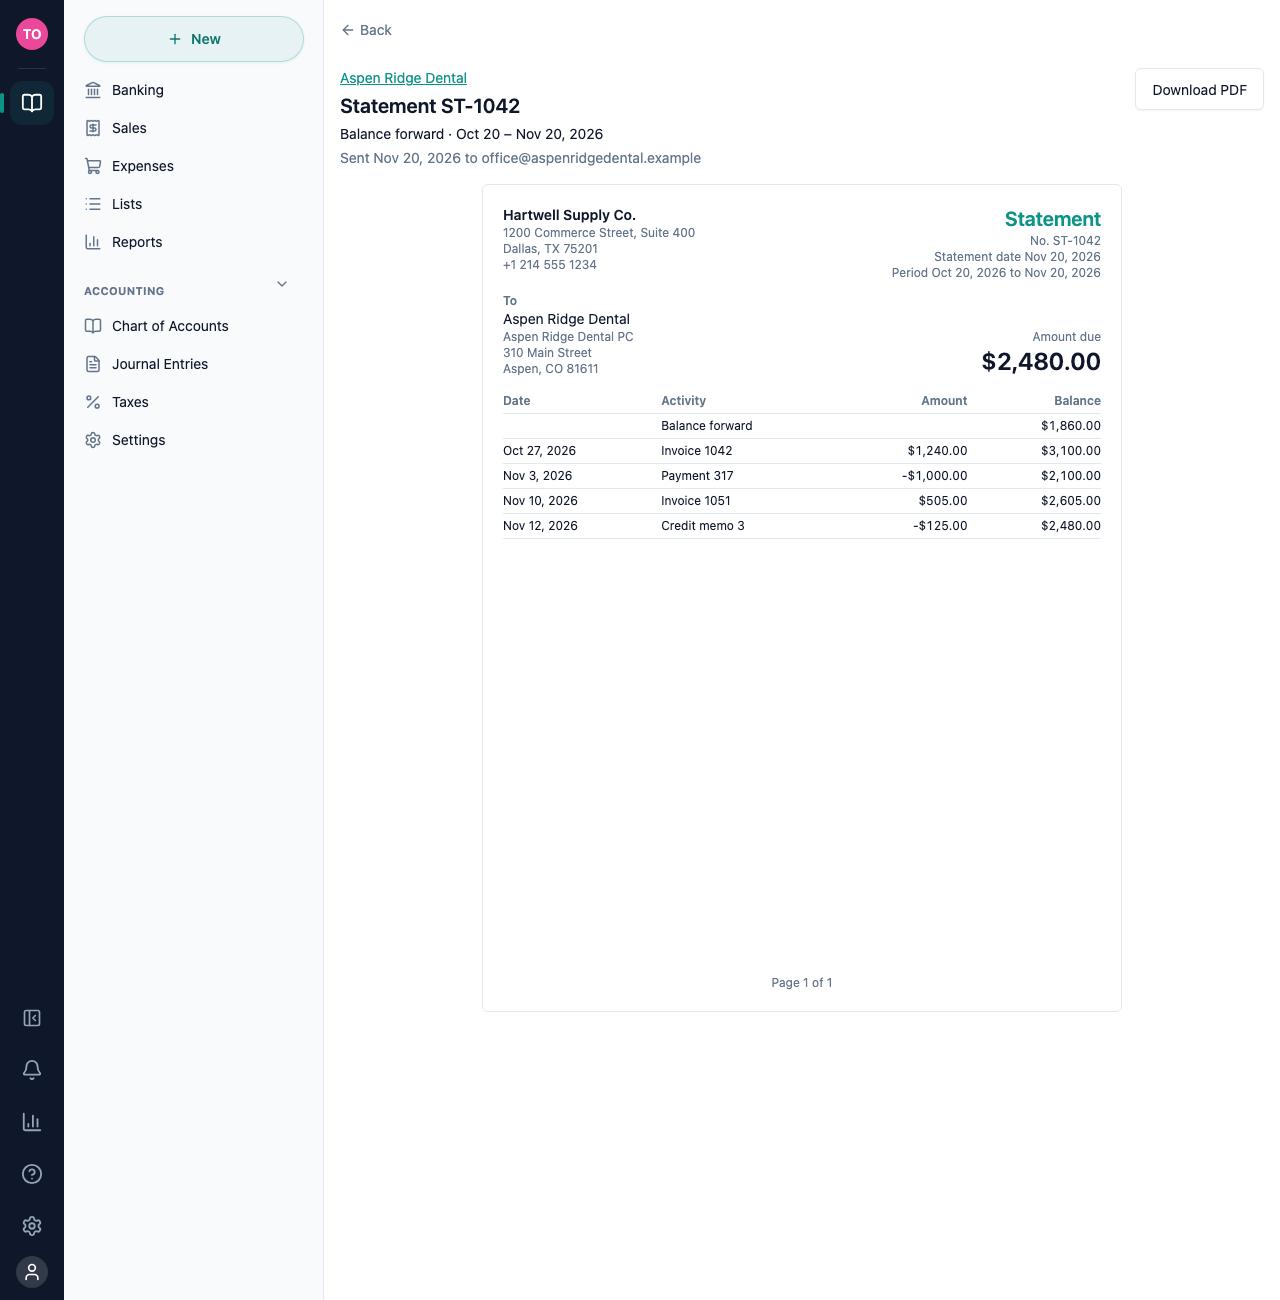 TO
New
Banking
Sales
Expenses
Lists
Reports
ACCOUNTING
Chart of Accounts
Journal Entries
Taxes
Settings
Back
Aspen Ridge Dental
Statement ST-1042
Balance forward · Oct 20 – Nov 20, 2026
Sent Nov 20, 2026 to office@aspenridgedental.example
Download PDF
Hartwell Supply Co.
1200 Commerce Street, Suite 400
Dallas, TX 75201
+1 214 555 1234
Statement
No. ST-1042
Statement date Nov 20, 2026
Period Oct 20, 2026 to Nov 20, 2026
To
Aspen Ridge Dental
Aspen Ridge Dental PC
310 Main Street
Aspen, CO 81611
Amount due
$2,480.00
Date Activity Amount Balance
Balance forward $1,860.00
Oct 27, 2026 Invoice 1042 $1,240.00 $3,100.00
Nov 3, 2026 Payment 317 -$1,000.00 $2,100.00
Nov 10, 2026 Invoice 1051 $505.00 $2,605.00
Nov 12, 2026 Credit memo 3 -$125.00 $2,480.00
Page 1 of 1